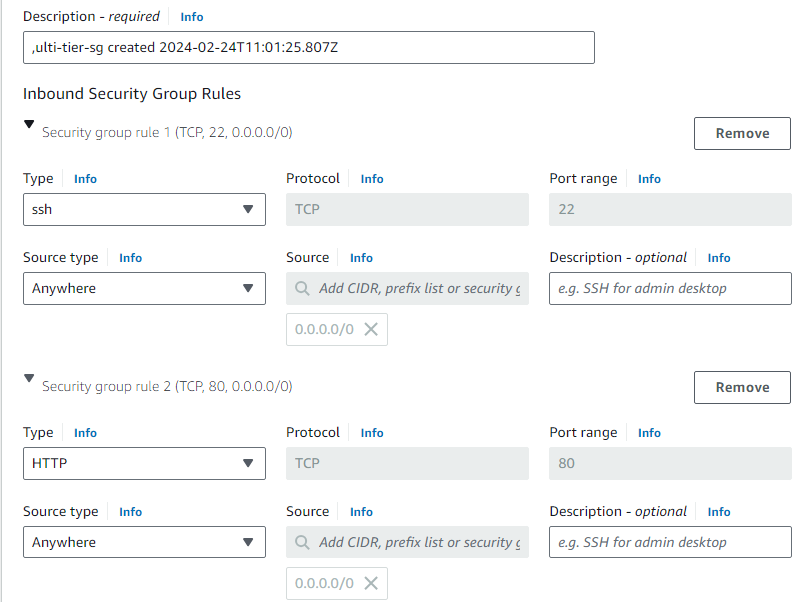 Description - required Info
,ulti-tier-sg created 2024-02-24T11:01:25.807Z
Inbound Security Group Rules
Security group rule 1 (TCP, 22, 0.0.0.0/0) Remove
Type Info Protocol Info Port range Info
ssh TCP 22
Source type Info Source Info Description - optional Info
Anywhere Add CIDR, prefix list or security g e.g. SSH for admin desktop
0.0.0.0/0
Security group rule 2 (TCP, 80, 0.0.0.0/0) Remove
Type Info Protocol Info Port range Info
HTTP TCP 80
Source type Info Source Info Description - optional Info
Anywhere Add CIDR, prefix list or security g e.g. SSH for admin desktop
0.0.0.0/0